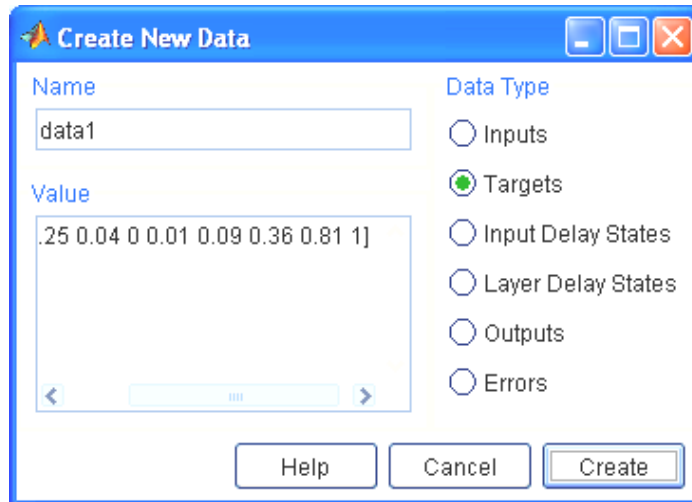 Create New Data
Name
data1
Value
.25 0.04 0 0.01 0.09 0.36 0.81 1]
Data Type
Inputs
Targets
Input Delay States
Layer Delay States
Outputs
Errors
Help
Cancel
Create